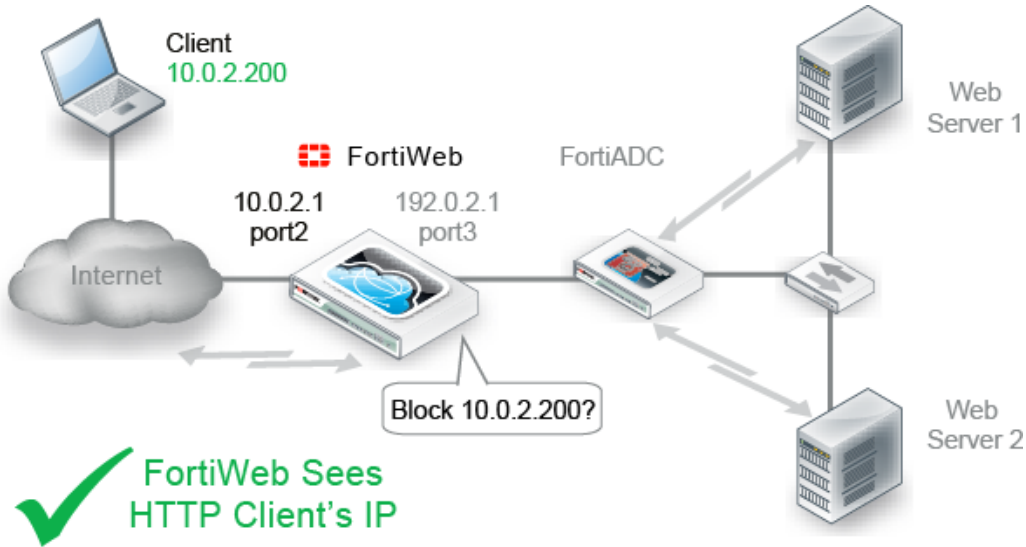 Client
10.0.2.200
FortiWeb
FortiADC
10.0.2.1
port2
192.0.2.1
port3
Web
Server 1
Internet
Block 10.0.2.200?
Web
Server 2
FortiWeb Sees
HTTP Client's IP